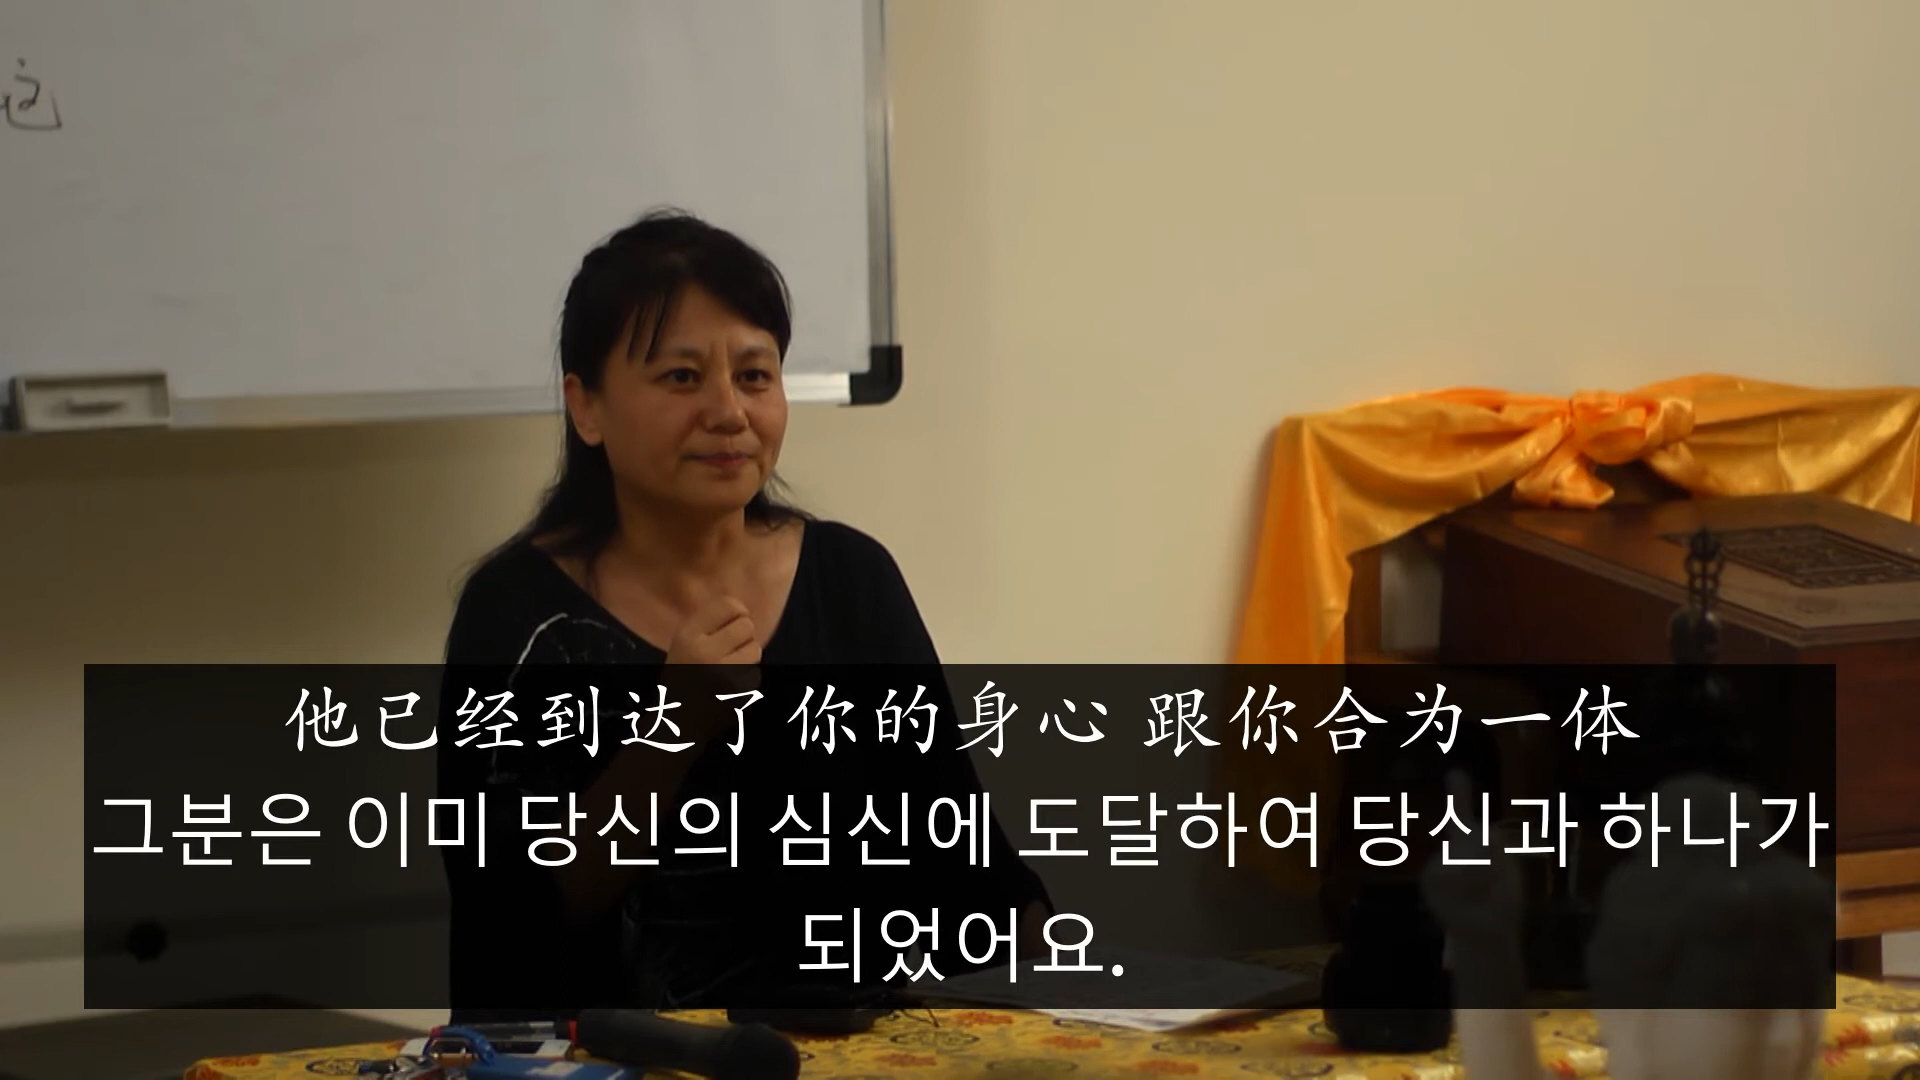 他已经到达了你的身心 跟你合为一体
그분은 이미 당신의 심신에 도달하여 당신과 하나가
되었어요.